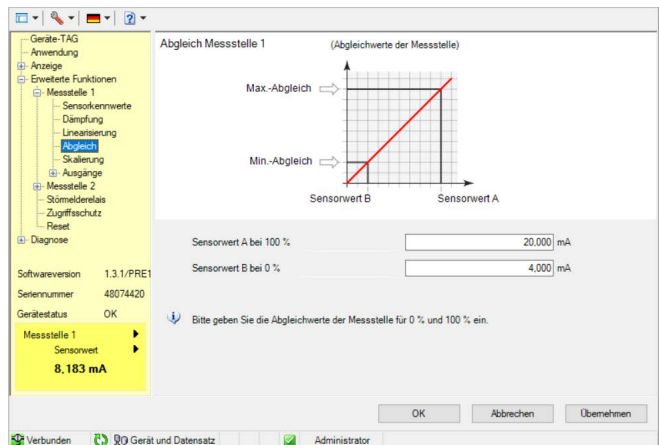 Geräte-TAG
Anwendung
Anzeige
Erweiterte Funktionen
Messstelle 1
Sensorkennwerte
Dämpfung
Linearisierung
Abgleich
Skalierung
Ausgänge
Messstelle 2
Störmelderelais
Zugriffsschutz
Reset
Diagnose
Softwareversion 1.3.1/PRE1
Seriennummer 48074420
Gerätestatus OK
Messstelle 1
Sensorwert
8,183 mA
Abgleich Messstelle 1 (Abgleichwerte der Messstelle)
Max.-Abgleich
Min.-Abgleich
Sensorwert B Sensorwert A
Sensorwert A bei 100 % 20,000 mA
Sensorwert B bei 0 % 4,000 mA
Bitte geben Sie die Abgleichwerte der Messstelle für 0 % und 100 % ein.
OK Abbrechen Übernehmen
Verbunden Gerät und Datensatz Administrator